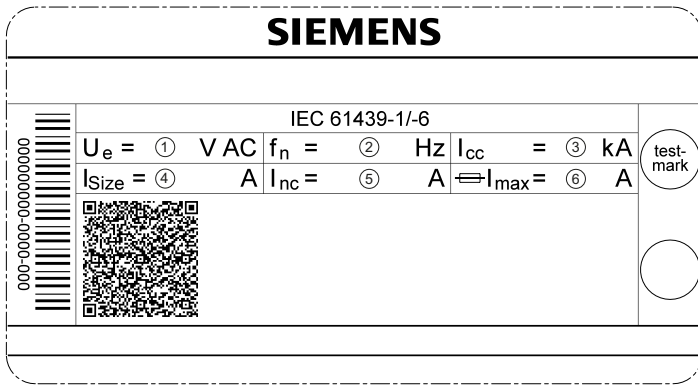 SIEMENS
IEC 61439-1/-6
Ue = ① V AC fn = ② Hz Icc = ③ kA
ISize = ④ A Inc = ⑤ A Imax = ⑥ A
000-0000-0000000000
test-
mark